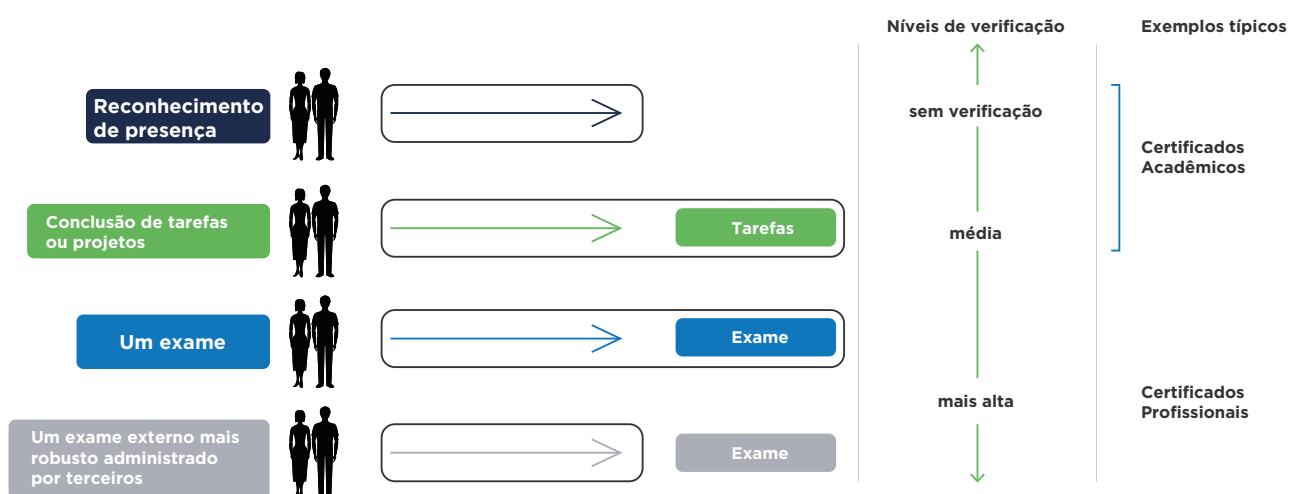 Níveis de verificação
Exemplos típicos
Reconhecimento
de presença
sem verificação
Certificados
Acadêmicos
Conclusão de tarefas
ou projetos
Tarefas
média
Um exame
Exame
mais alta
Certificados
Profissionais
Um exame externo mais
robusto administrado
por terceiros
Exame